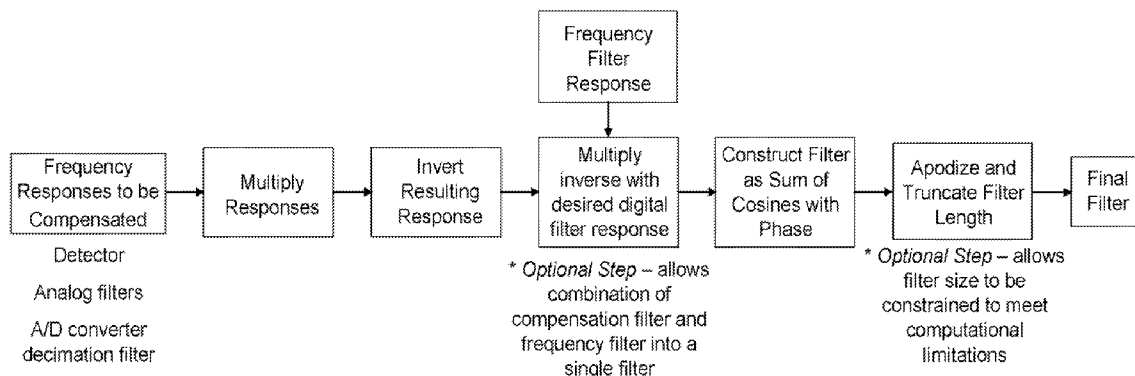 Frequency
Filter
Response
Frequency
Responses to be
Compensated
Multiply
Responses
Invert
Resulting
Response
Multiply
inverse with
desired digital
filter response
Construct Filter
as Sum of
Cosines with
Phase
Apodize and
Truncate Filter
Length
Final
Filter
Detector
Analog filters
A/D converter
decimation filter
* Optional Step – allows
combination of
compensation filter and
frequency filter into a
single filter
* Optional Step – allows
filter size to be
constrained to meet
computational
limitations